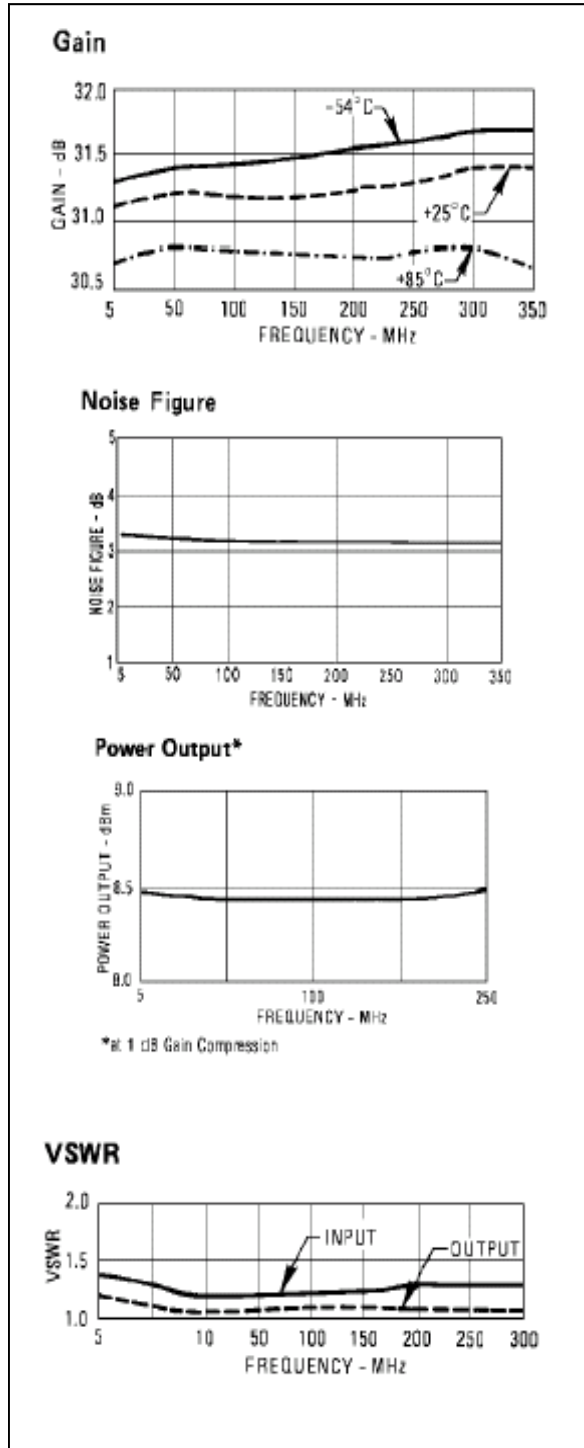 Gain
32.0
31.5
31.0
30.5
GAIN - dB
-54°C
+25°C
+85°C
5 50 100 150 200 250 300 350
FREQUENCY - MHz
Noise Figure
5
4
3
2
1
NOISE FIGURE - dB
5 50 100 150 200 250 300 350
FREQUENCY - MHz
Power Output*
9.0
8.5
8.0
POWER OUTPUT - dBm
5 100 250
FREQUENCY - MHz
*at 1 dB Gain Compression
VSWR
2.0
1.5
1.0
VSWR
INPUT
OUTPUT
5 10 50 100 150 200 250 300
FREQUENCY - MHz